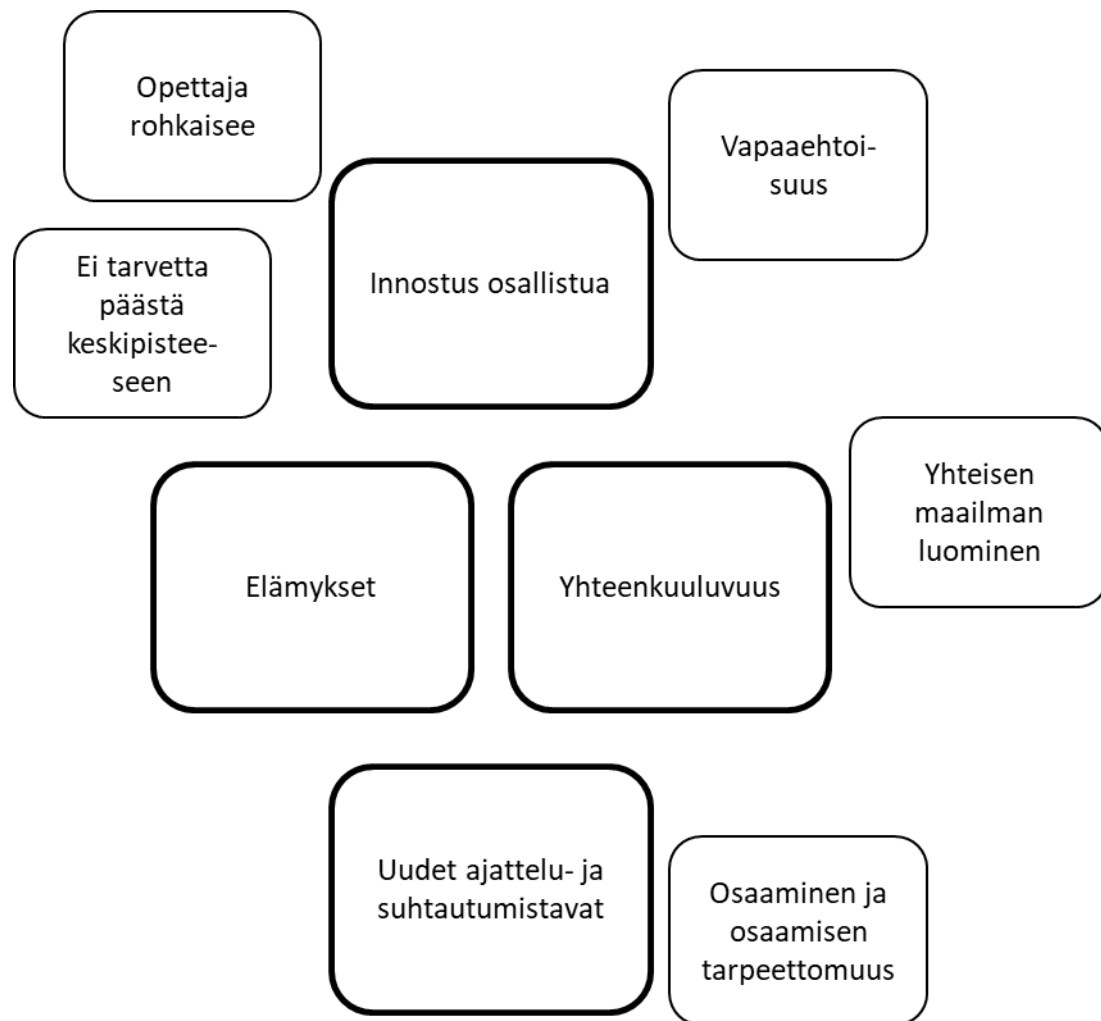 Opettaja
rohkaisee
Vapaaehtoi-
suus
Ei tarvetta
päästä
keskipistee-
seen
Innostus osallistua
Elämykset
Yhteenkuuluvuus
Yhteisen
maailman
luominen
Uudet ajattelu- ja
suhtautumistavat
Osaaminen ja
osaamisen
tarpeettomuus